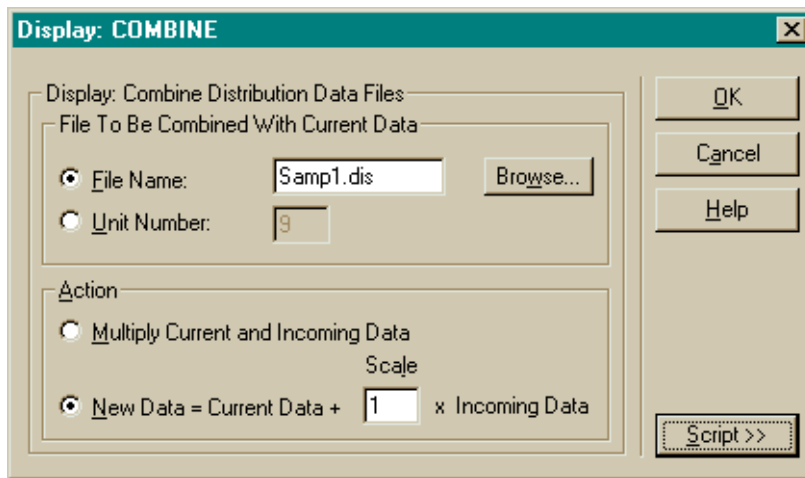 Display: COMBINE
Display: Combine Distribution Data Files
File To Be Combined With Current Data
File Name: Samp1.dis Browse...
Unit Number: 9
Action
Multiply Current and Incoming Data
Scale
New Data = Current Data + 1 x Incoming Data
OK
Cancel
Help
Script >>